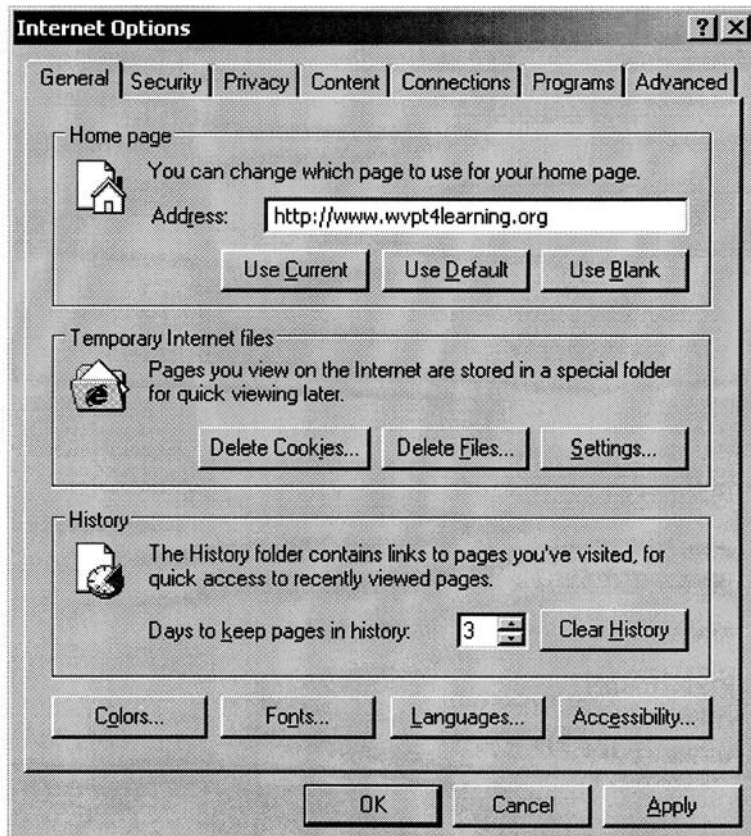 Internet Options
General Security Privacy Content Connections Programs Advanced
Home page
You can change which page to use for your home page.
Address: http://www.wvpt4learning.org
Use Current Use Default Use Blank
Temporary Internet files
Pages you view on the Internet are stored in a special folder
for quick viewing later.
Delete Cookies... Delete Files... Settings...
History
The History folder contains links to pages you've visited, for
quick access to recently viewed pages.
Days to keep pages in history: 3 Clear History
Colors... Fonts... Languages... Accessibility...
OK Cancel Apply